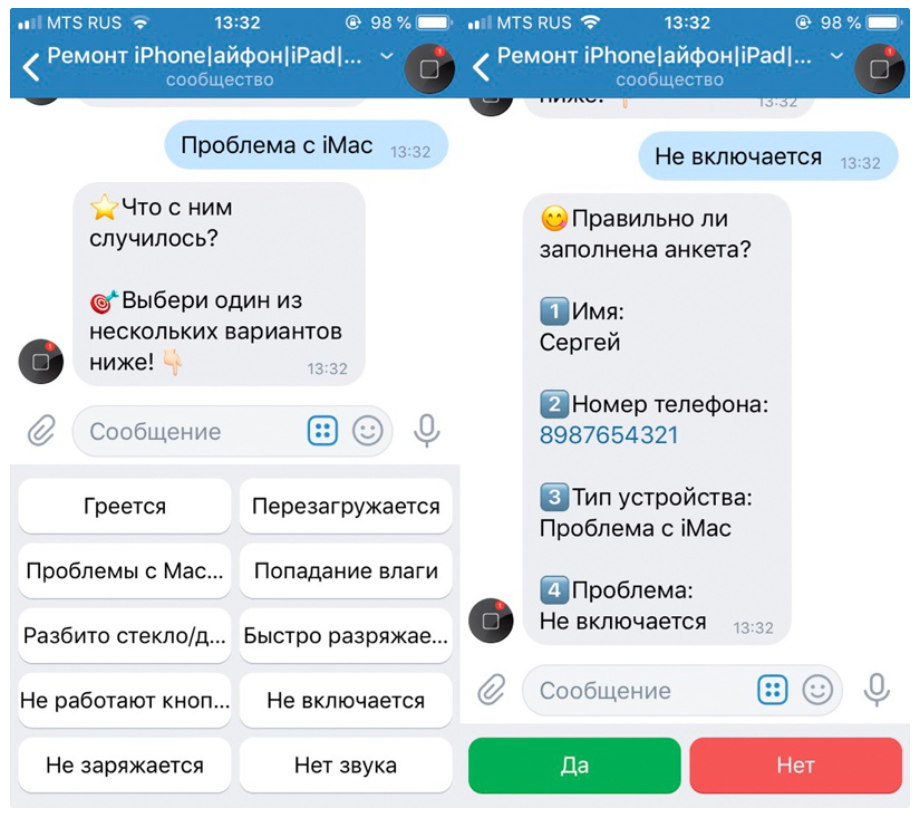 MTS RUS 13:32 98 %
Ремонт iPhone|айфон|iPad|...
сообщество
Проблема с iMac 13:32
⭐Что с ним
случилось?
🎯Выбери один из
нескольких вариантов
ниже! 👇🏻 13:32
Сообщение
Греется Перезагружается
Проблемы с Mac... Попадание влаги
Разбито стекло/д... Быстро разряжае...
Не работают кноп... Не включается
Не заряжается Нет звука
MTS RUS 13:32 98 %
Ремонт iPhone|айфон|iPad|...
сообщество
ниже! 13:32
Не включается 13:32
😋Правильно ли
заполнена анкета?
1️⃣Имя:
Сергей
2️⃣Номер телефона:
8987654321
3️⃣Тип устройства:
Проблема с iMac
4️⃣Проблема:
Не включается 13:32
Сообщение
Да Нет